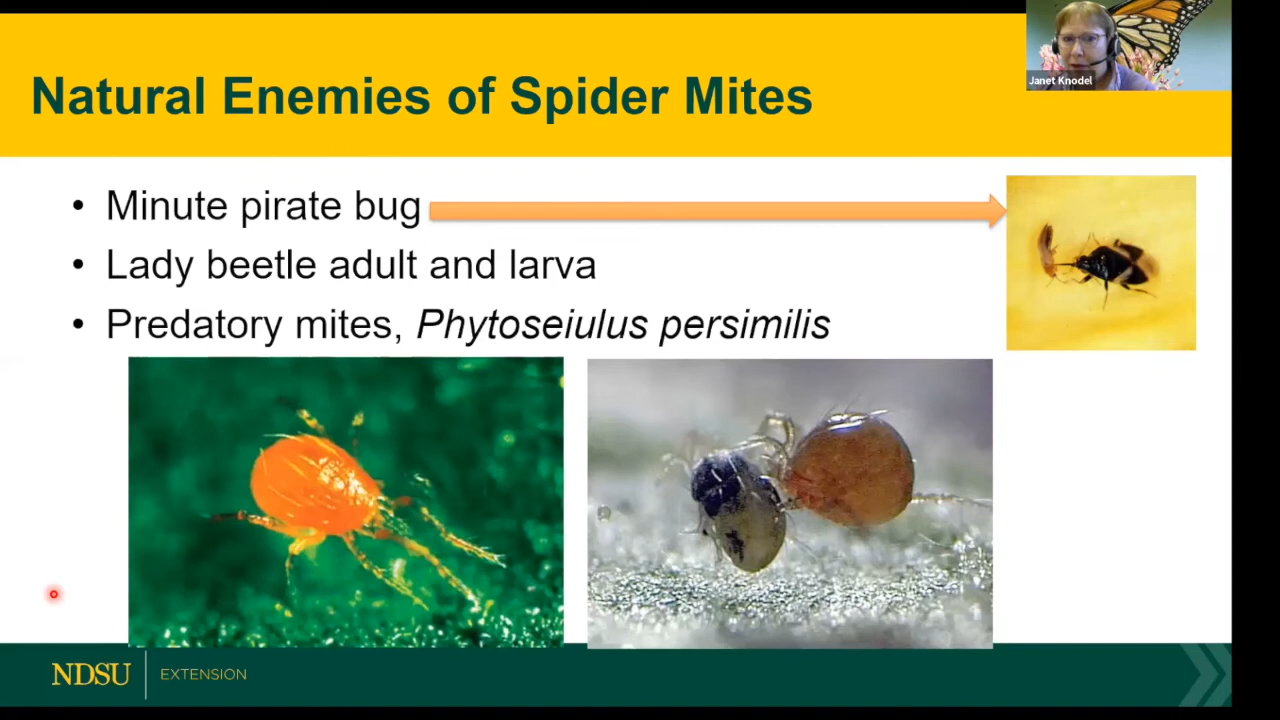 Janet Knodel
Natural Enemies of Spider Mites
• Minute pirate bug
• Lady beetle adult and larva
• Predatory mites, Phytoseiulus persimilis
NDSU EXTENSION